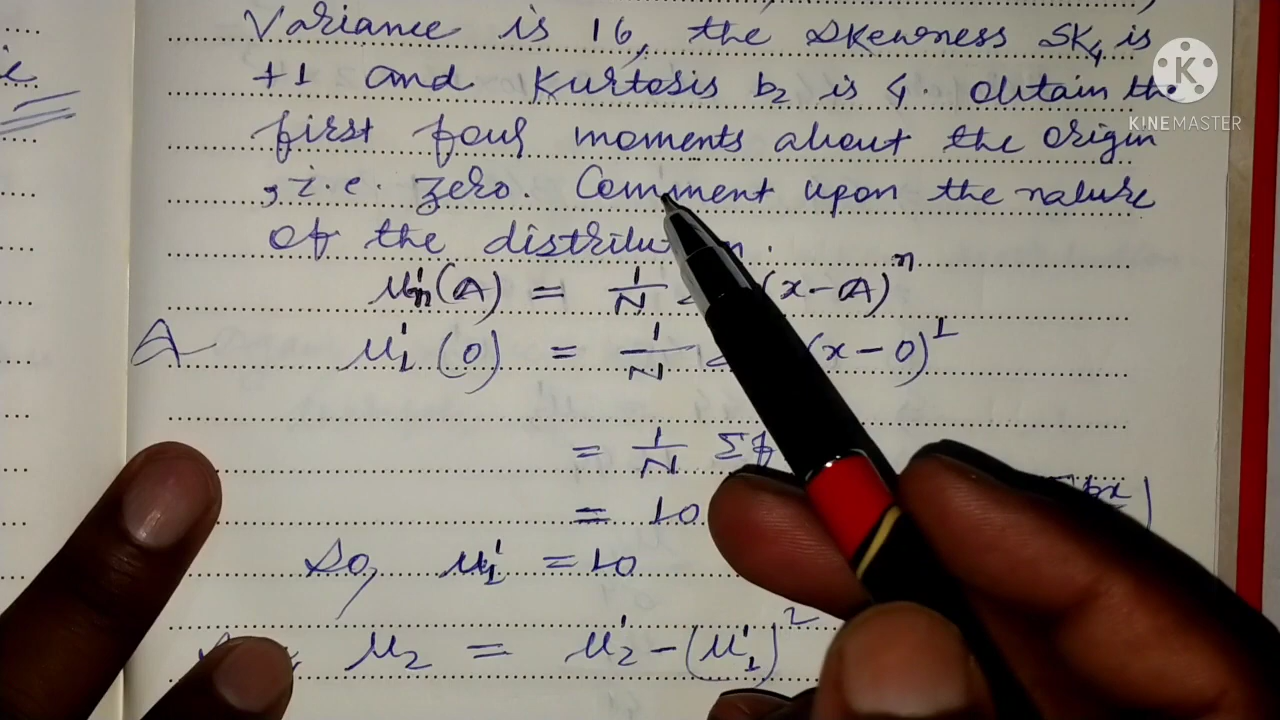 Variance is 16, the Skewness SK₄ is
+1 and Kurtosis b₂ is 4. obtain the
first four moments about the origin
, i.e. zero. Comment upon the nature
of the
μ'n(A) = 1/N (x-A)ⁿ
A μ'₁(0) = 1/N (x-0)¹
= 1/N Σf
= 10
So, μ'₁ = 10
μ₂ = μ'₂ - (μ'₁)²
KINEMASTER